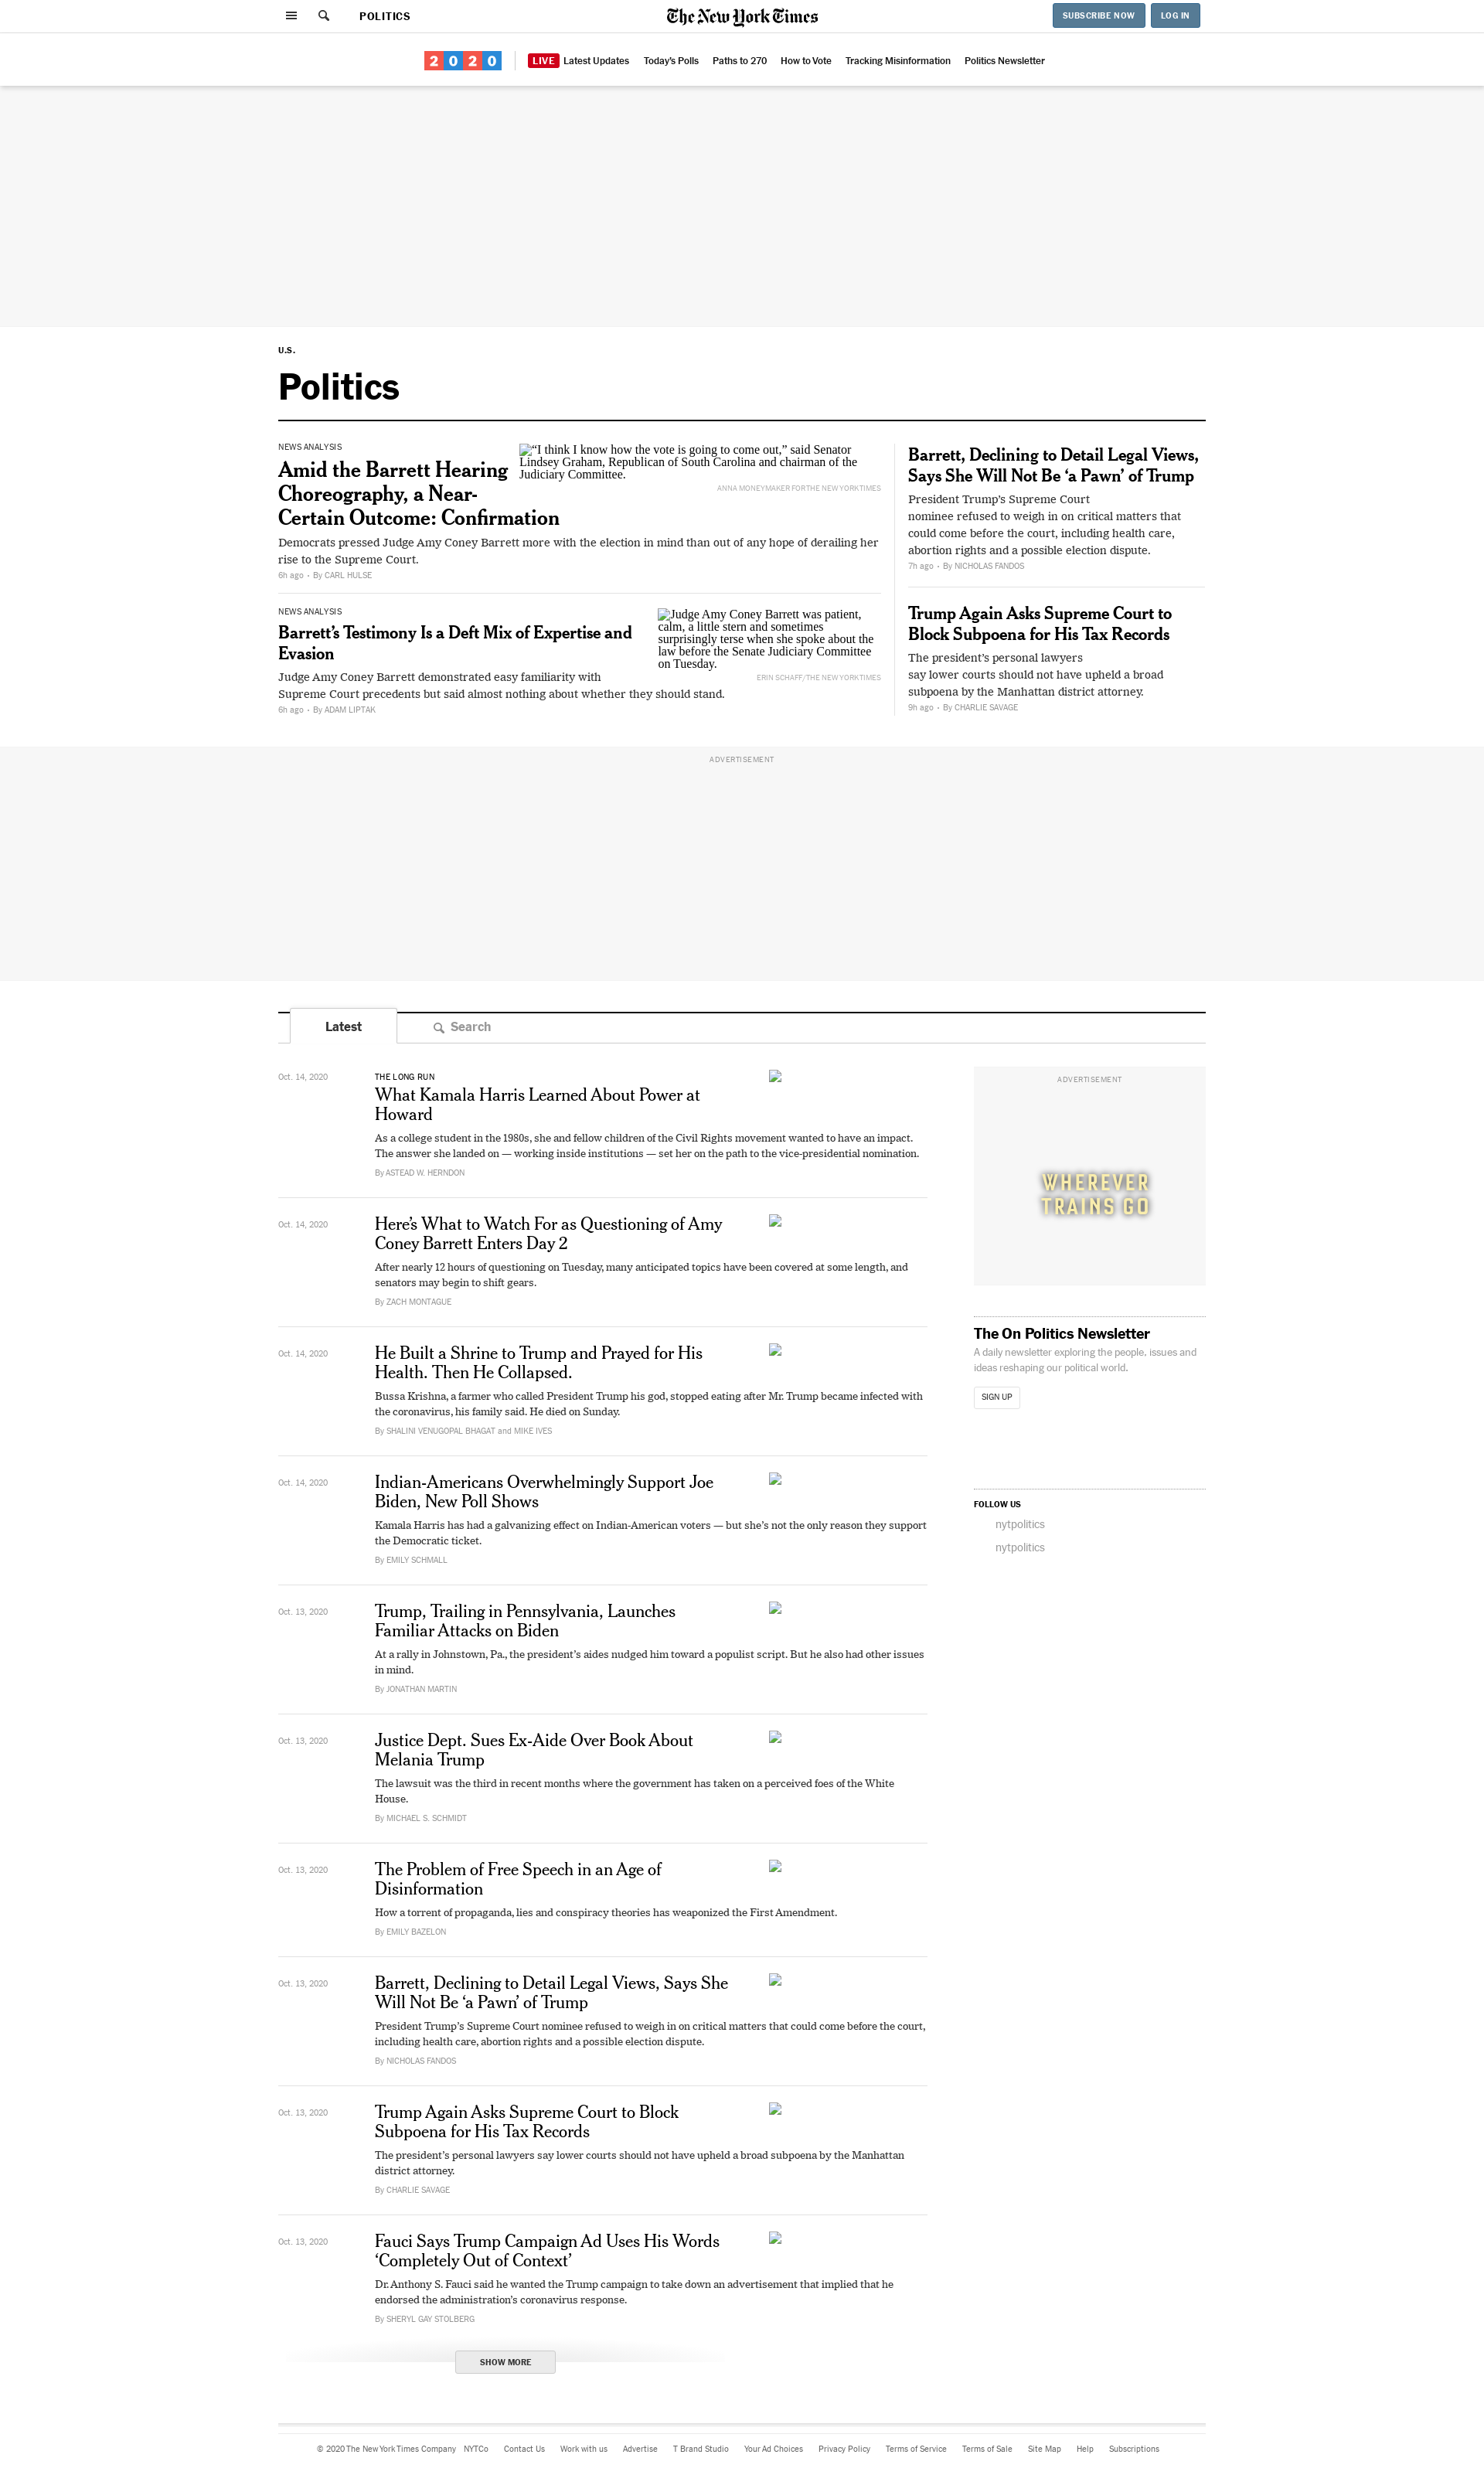 POLITICS
The New York Times
SUBSCRIBE NOW
LOG IN
2020
LIVE Latest Updates
Today's Polls
Paths to 270
How to Vote
Tracking Misinformation
Politics Newsletter
U.S.
Politics
NEWS ANALYSIS
Amid the Barrett Hearing
Choreography, a Near-
Certain Outcome: Confirmation
“I think I know how the vote is going to come out,” said Senator
Lindsey Graham, Republican of South Carolina and chairman of the
Judiciary Committee.
ANNA MONEYMAKER FOR THE NEW YORK TIMES
Democrats pressed Judge Amy Coney Barrett more with the election in mind than out of any hope of derailing her
rise to the Supreme Court.
6h ago • By CARL HULSE
NEWS ANALYSIS
Barrett’s Testimony Is a Deft Mix of Expertise and
Evasion
Judge Amy Coney Barrett was patient,
calm, a little stern and sometimes
surprisingly terse when she spoke about the
law before the Senate Judiciary Committee
on Tuesday.
ERIN SCHAFF/THE NEW YORK TIMES
Judge Amy Coney Barrett demonstrated easy familiarity with
Supreme Court precedents but said almost nothing about whether they should stand.
6h ago • By ADAM LIPTAK
Barrett, Declining to Detail Legal Views,
Says She Will Not Be ‘a Pawn’ of Trump
President Trump’s Supreme Court
nominee refused to weigh in on critical matters that
could come before the court, including health care,
abortion rights and a possible election dispute.
7h ago • By NICHOLAS FANDOS
Trump Again Asks Supreme Court to
Block Subpoena for His Tax Records
The president’s personal lawyers
say lower courts should not have upheld a broad
subpoena by the Manhattan district attorney.
9h ago • By CHARLIE SAVAGE
ADVERTISEMENT
Latest
Search
Oct. 14, 2020
THE LONG RUN
What Kamala Harris Learned About Power at
Howard
As a college student in the 1980s, she and fellow children of the Civil Rights movement wanted to have an impact.
The answer she landed on — working inside institutions — set her on the path to the vice-presidential nomination.
By ASTEAD W. HERNDON
Oct. 14, 2020
Here’s What to Watch For as Questioning of Amy
Coney Barrett Enters Day 2
After nearly 12 hours of questioning on Tuesday, many anticipated topics have been covered at some length, and
senators may begin to shift gears.
By ZACH MONTAGUE
Oct. 14, 2020
He Built a Shrine to Trump and Prayed for His
Health. Then He Collapsed.
Bussa Krishna, a farmer who called President Trump his god, stopped eating after Mr. Trump became infected with
the coronavirus, his family said. He died on Sunday.
By SHALINI VENUGOPAL BHAGAT and MIKE IVES
Oct. 14, 2020
Indian-Americans Overwhelmingly Support Joe
Biden, New Poll Shows
Kamala Harris has had a galvanizing effect on Indian-American voters — but she’s not the only reason they support
the Democratic ticket.
By EMILY SCHMALL
Oct. 13, 2020
Trump, Trailing in Pennsylvania, Launches
Familiar Attacks on Biden
At a rally in Johnstown, Pa., the president’s aides nudged him toward a populist script. But he also had other issues
in mind.
By JONATHAN MARTIN
Oct. 13, 2020
Justice Dept. Sues Ex-Aide Over Book About
Melania Trump
The lawsuit was the third in recent months where the government has taken on a perceived foes of the White
House.
By MICHAEL S. SCHMIDT
Oct. 13, 2020
The Problem of Free Speech in an Age of
Disinformation
How a torrent of propaganda, lies and conspiracy theories has weaponized the First Amendment.
By EMILY BAZELON
Oct. 13, 2020
Barrett, Declining to Detail Legal Views, Says She
Will Not Be ‘a Pawn’ of Trump
President Trump’s Supreme Court nominee refused to weigh in on critical matters that could come before the court,
including health care, abortion rights and a possible election dispute.
By NICHOLAS FANDOS
Oct. 13, 2020
Trump Again Asks Supreme Court to Block
Subpoena for His Tax Records
The president’s personal lawyers say lower courts should not have upheld a broad subpoena by the Manhattan
district attorney.
By CHARLIE SAVAGE
Oct. 13, 2020
Fauci Says Trump Campaign Ad Uses His Words
‘Completely Out of Context’
Dr. Anthony S. Fauci said he wanted the Trump campaign to take down an advertisement that implied that he
endorsed the administration’s coronavirus response.
By SHERYL GAY STOLBERG
SHOW MORE
ADVERTISEMENT
WHEREVER
TRAINS GO
The On Politics Newsletter
A daily newsletter exploring the people, issues and
ideas reshaping our political world.
SIGN UP
FOLLOW US
nytpolitics
nytpolitics
© 2020 The New York Times Company
NYTCo
Contact Us
Work with us
Advertise
T Brand Studio
Your Ad Choices
Privacy Policy
Terms of Service
Terms of Sale
Site Map
Help
Subscriptions